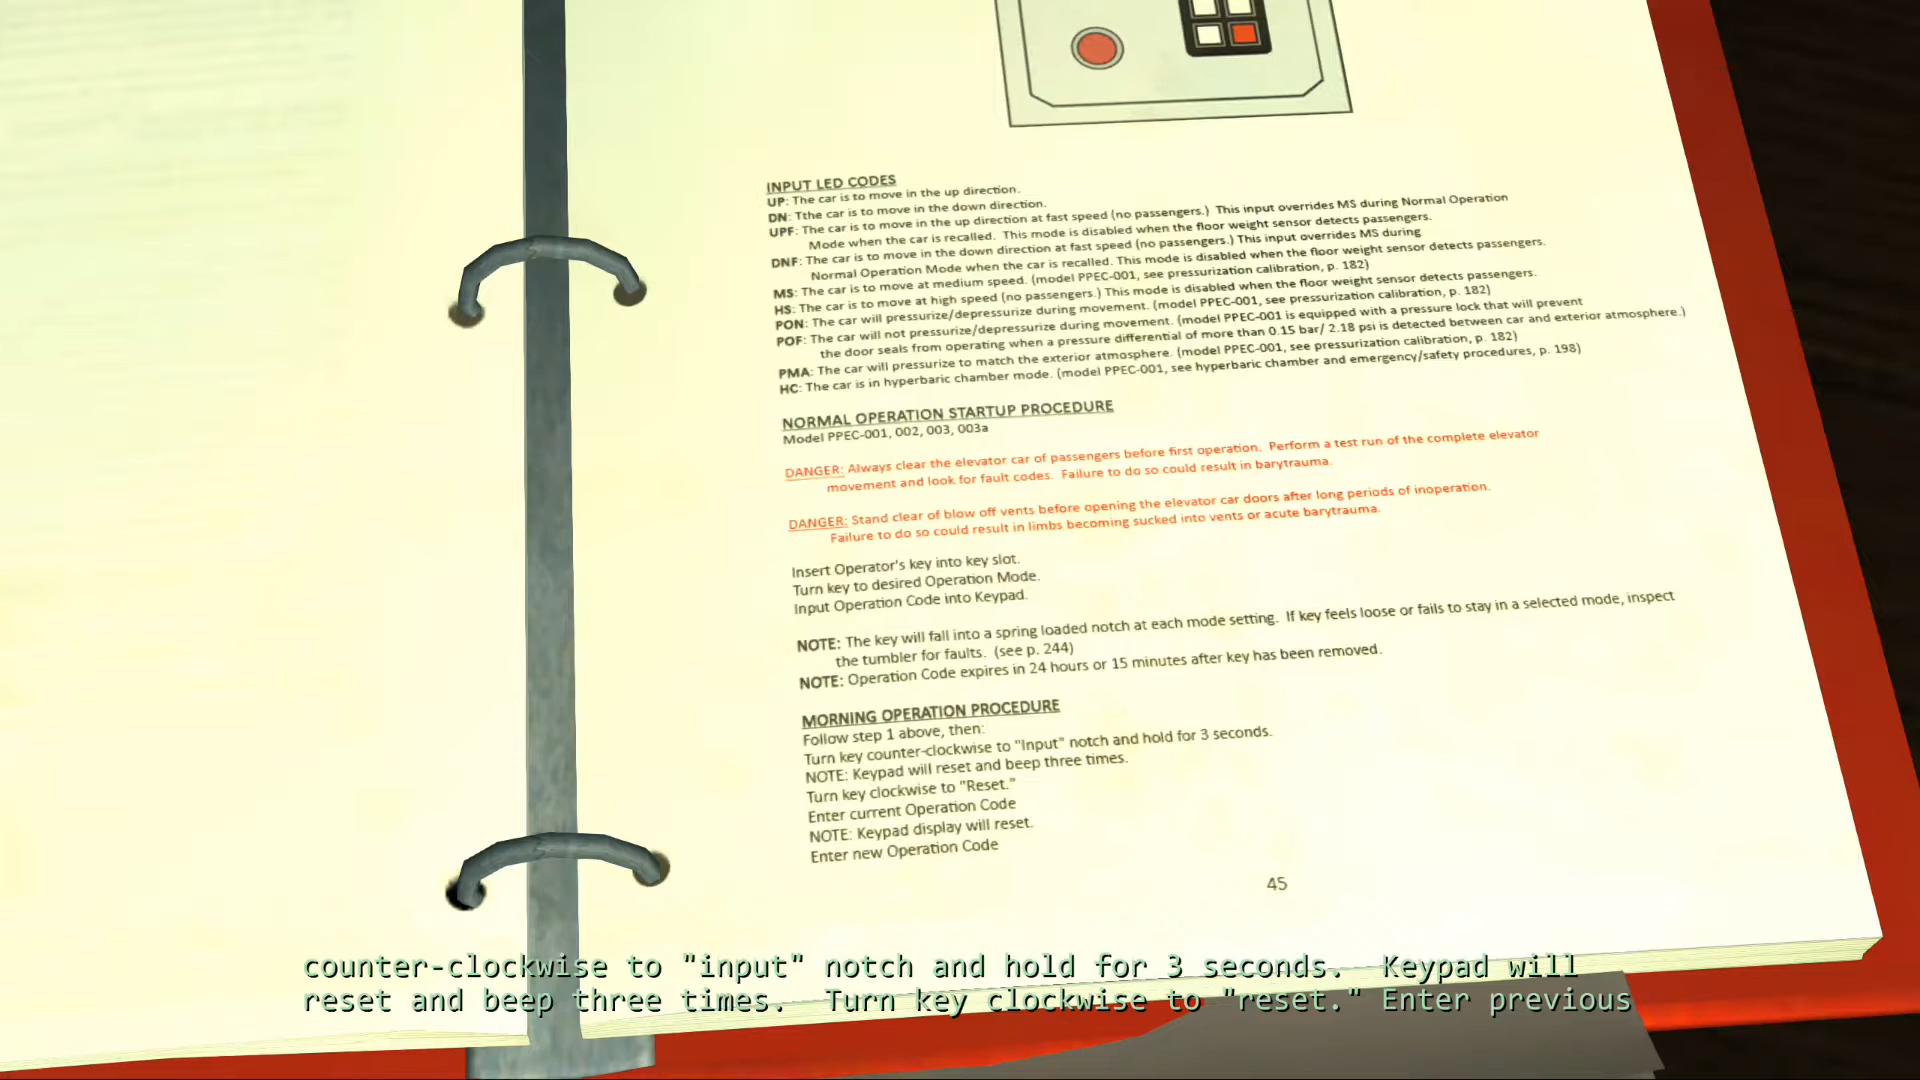 INPUT LED CODES
UP: The car is to move in the up direction.
DN: Tthe car is to move in the down direction.
UPF: The car is to move in the up direction at fast speed (no passengers.) This input overrides MS during Normal Operation
Mode when the car is recalled. This mode is disabled when the floor weight sensor detects passengers.
DNF: The car is to move in the down direction at fast speed (no passengers.) This input overrides MS during
Normal Operation Mode when the car is recalled. This mode is disabled when the floor weight sensor detects passengers.
MS: The car is to move at medium speed. (model PPEC-001, see pressurization calibration, p. 182)
HS: The car is to move at high speed (no passengers.) This mode is disabled when the floor weight sensor detects passengers.
PON: The car will pressurize/depressurize during movement. (model PPEC-001, see pressurization calibration, p. 182)
POF: The car will not pressurize/depressurize during movement. (model PPEC-001 is equipped with a pressure lock that will prevent
the door seals from operating when a pressure differential of more than 0.15 bar/ 2.18 psi is detected between car and exterior atmosphere.)
PMA: The car will pressurize to match the exterior atmosphere. (model PPEC-001, see pressurization calibration, p. 182)
HC: The car is in hyperbaric chamber mode. (model PPEC-001, see hyperbaric chamber and emergency/safety procedures, p. 198)
NORMAL OPERATION STARTUP PROCEDURE
Model PPEC-001, 002, 003, 003a
DANGER: Always clear the elevator car of passengers before first operation. Perform a test run of the complete elevator
movement and look for fault codes. Failure to do so could result in barytrauma.
DANGER: Stand clear of blow off vents before opening the elevator car doors after long periods of inoperation.
Failure to do so could result in limbs becoming sucked into vents or acute barytrauma.
Insert Operator's key into key slot.
Turn key to desired Operation Mode.
Input Operation Code into Keypad.
NOTE: The key will fall into a spring loaded notch at each mode setting. If key feels loose or fails to stay in a selected mode, inspect
the tumbler for faults. (see p. 244)
NOTE: Operation Code expires in 24 hours or 15 minutes after key has been removed.
MORNING OPERATION PROCEDURE
Follow step 1 above, then:
Turn key counter-clockwise to "Input" notch and hold for 3 seconds.
NOTE: Keypad will reset and beep three times.
Turn key clockwise to "Reset."
Enter current Operation Code
NOTE: Keypad display will reset.
Enter new Operation Code
45
counter-clockwise to "input" notch and hold for 3 seconds. Keypad will
reset and beep three times. Turn key clockwise to "reset." Enter previous